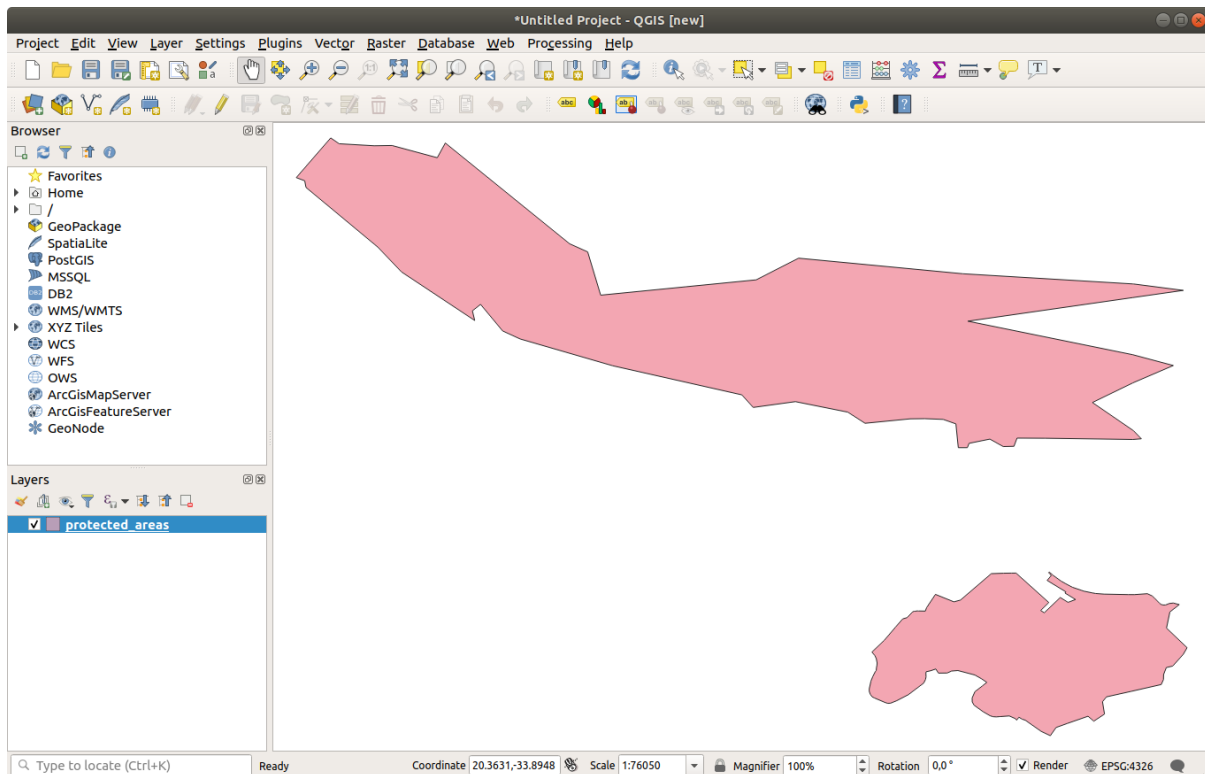 *Untitled Project - QGIS [new]
Project Edit View Layer Settings Plugins Vector Raster Database Web Processing Help
Browser
Favorites
Home
/
GeoPackage
SpatiaLite
PostGIS
MSSQL
DB2
WMS/WMTS
XYZ Tiles
WCS
WFS
OWS
ArcGisMapServer
ArcGisFeatureServer
GeoNode
Layers
protected_areas
Type to locate (Ctrl+K) Ready Coordinate 20.3631,-33.8948 Scale 1:76050 Magnifier 100% Rotation 0,0° Render EPSG:4326